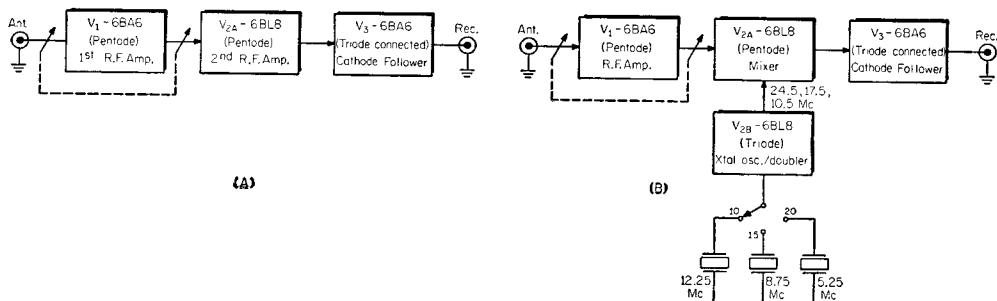 Ant.
V1-6BA6
(Pentode)
1st R.F. Amp.
V2A-6BL8
(Pentode)
2nd R.F. Amp.
V3-6BA6
(Triode connected)
Cathode Follower
Rec.
(A)
Ant.
V1-6BA6
(Pentode)
R.F. Amp.
V2A-6BL8
(Pentode)
Mixer
V3-6BA6
(Triode connected)
Cathode Follower
Rec.
24.5, 17.5,
10.5 Mc
V2B-6BL8
(Triode)
Xtal osc./doubler
(B)
10
20
15
12.25
Mc
8.75
Mc
5.25
Mc